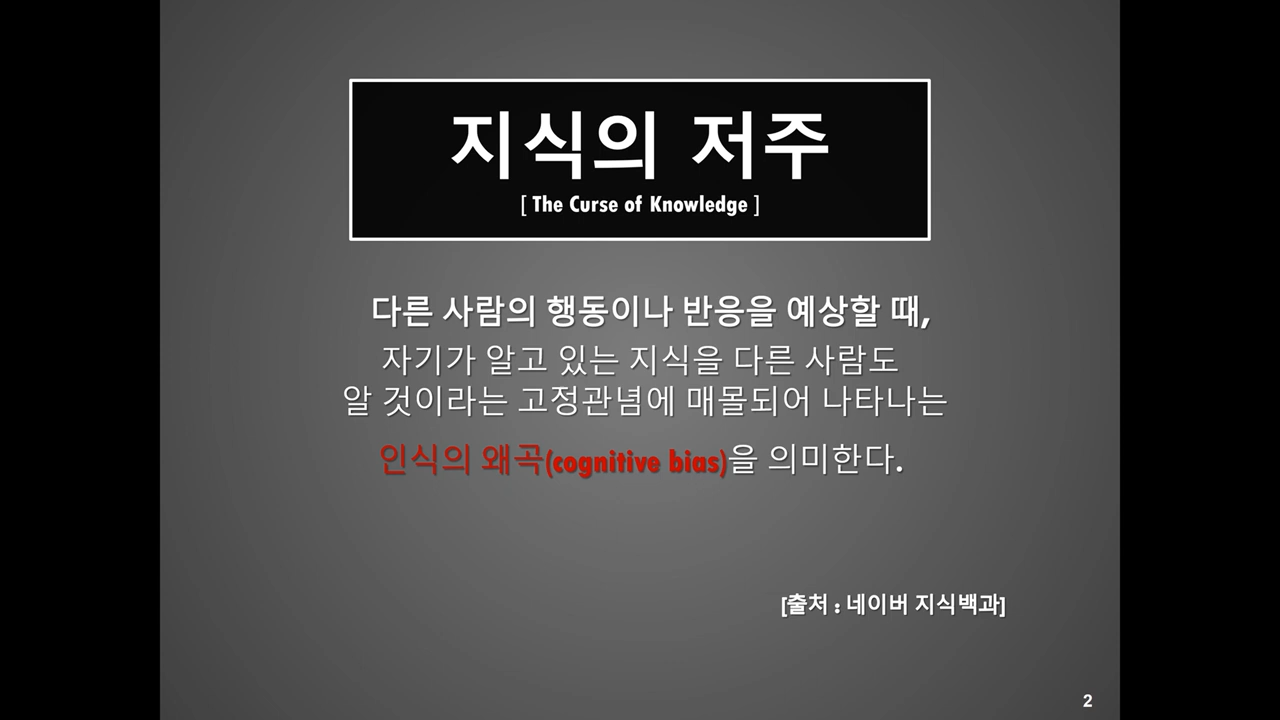 지식의 저주
[ The Curse of Knowledge ]
다른 사람의 행동이나 반응을 예상할 때,
자기가 알고 있는 지식을 다른 사람도
알 것이라는 고정관념에 매몰되어 나타나는
인식의 왜곡(cognitive bias)을 의미한다.
[출처 : 네이버 지식백과]
2